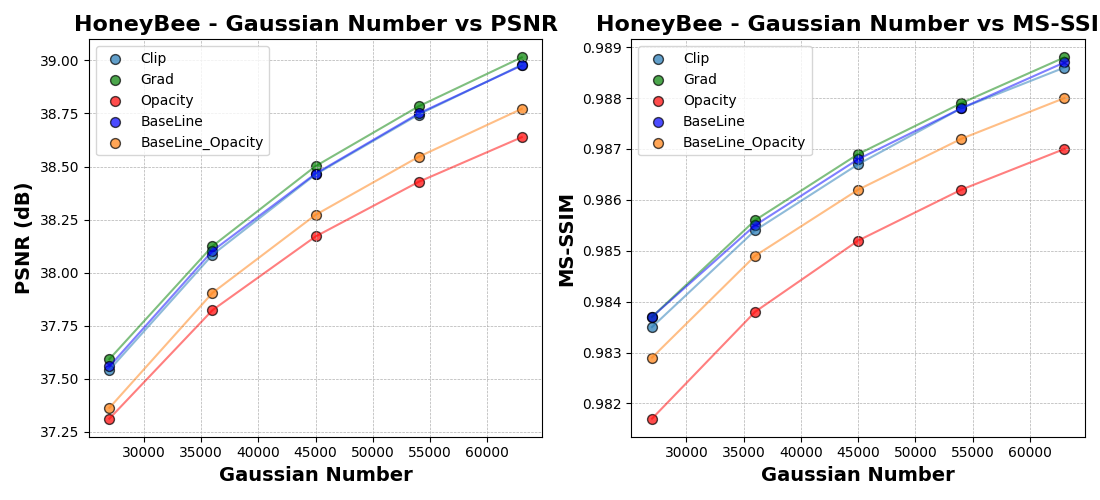 HoneyBee - Gaussian Number vs PSNR
PSNR (dB)
39.00
38.75
38.50
38.25
38.00
37.75
37.50
37.25
Clip
Grad
Opacity
BaseLine
BaseLine_Opacity
30000 35000 40000 45000 50000 55000 60000
Gaussian Number
HoneyBee - Gaussian Number vs MS-SSI
MS-SSIM
0.989
0.988
0.987
0.986
0.985
0.984
0.983
0.982
Clip
Grad
Opacity
BaseLine
BaseLine_Opacity
30000 35000 40000 45000 50000 55000 60000
Gaussian Number